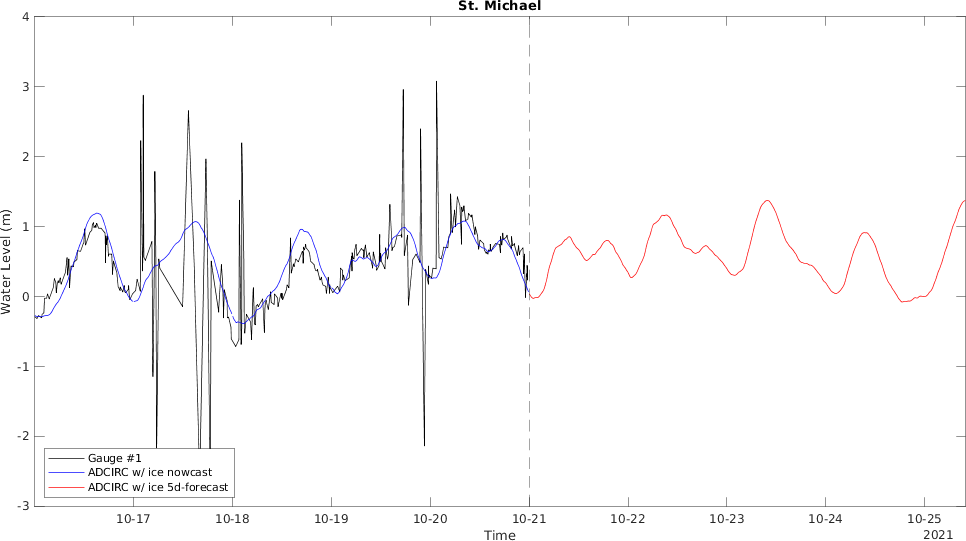 St. Michael
4
3
2
1
0
-1
-2
-3
Water Level (m)
Gauge #1
ADCIRC w/ ice nowcast
ADCIRC w/ ice 5d-forecast
10-17 10-18 10-19 10-20 10-21 10-22 10-23 10-24 10-25
Time
2021